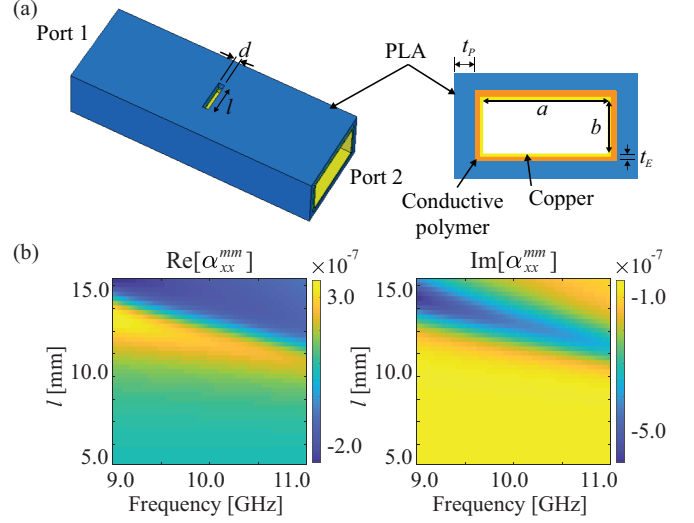 (a)
Port 1
d
l
Port 2
PLA
t_P
a
b
t_E
Conductive
polymer
Copper
(b)
Re[α_xx^mm]
×10^-7
15.0
10.0
5.0
l [mm]
3.0
-2.0
9.0 10.0 11.0
Frequency [GHz]
Im[α_xx^mm]
×10^-7
15.0
10.0
5.0
l [mm]
-1.0
-5.0
9.0 10.0 11.0
Frequency [GHz]